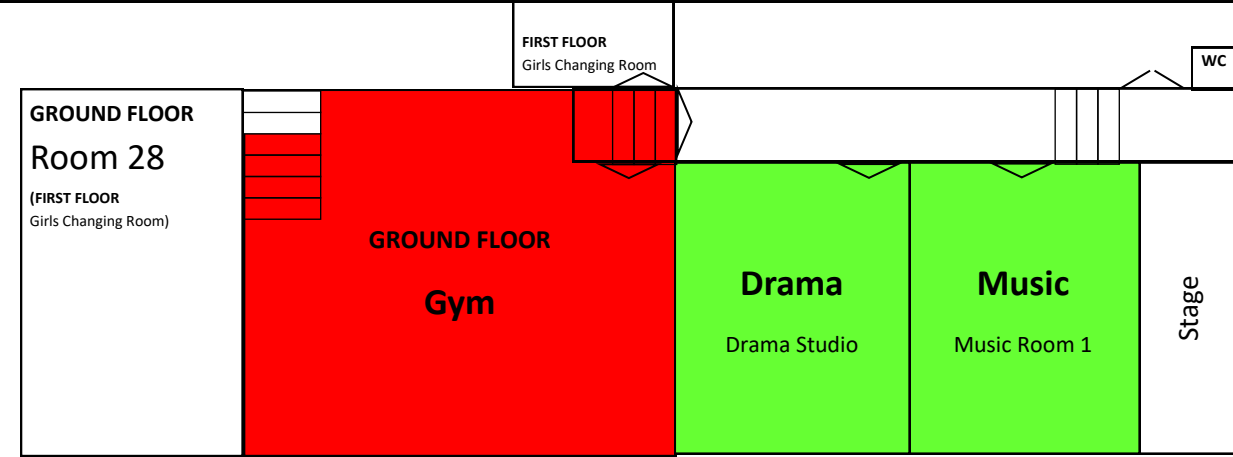 FIRST FLOOR
Girls Changing Room
WC
GROUND FLOOR
Room 28
(FIRST FLOOR
Girls Changing Room)
GROUND FLOOR
Gym
Drama
Drama Studio
Music
Music Room 1
Stage